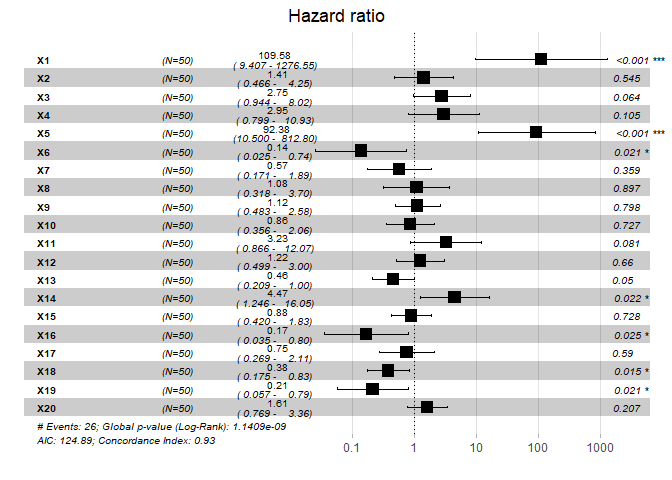 Hazard ratio
X1 (N=50) 109.58 <0.001 ***
( 9.407 - 1276.55)
X2 (N=50) 1.41 0.545
( 0.466 - 4.25)
X3 (N=50) 2.75 0.064
( 0.944 - 8.02)
X4 (N=50) 2.95 0.105
( 0.799 - 10.93)
X5 (N=50) 92.38 <0.001 ***
(10.500 - 812.80)
X6 (N=50) 0.14 0.021 *
( 0.025 - 0.74)
X7 (N=50) 0.57 0.359
( 0.171 - 1.89)
X8 (N=50) 1.08 0.897
( 0.318 - 3.70)
X9 (N=50) 1.12 0.798
( 0.483 - 2.58)
X10 (N=50) 0.86 0.727
( 0.356 - 2.06)
X11 (N=50) 3.23 0.081
( 0.866 - 12.07)
X12 (N=50) 1.22 0.66
( 0.499 - 3.00)
X13 (N=50) 0.46 0.05
( 0.209 - 1.00)
X14 (N=50) 4.47 0.022 *
( 1.246 - 16.05)
X15 (N=50) 0.88 0.728
( 0.420 - 1.83)
X16 (N=50) 0.17 0.025 *
( 0.035 - 0.80)
X17 (N=50) 0.75 0.59
( 0.269 - 2.11)
X18 (N=50) 0.38 0.015 *
( 0.175 - 0.83)
X19 (N=50) 0.21 0.021 *
( 0.057 - 0.79)
X20 (N=50) 1.61 0.207
( 0.769 - 3.36)
# Events: 26; Global p-value (Log-Rank): 1.1409e-09
AIC: 124.89; Concordance Index: 0.93
0.1 1 10 100 1000